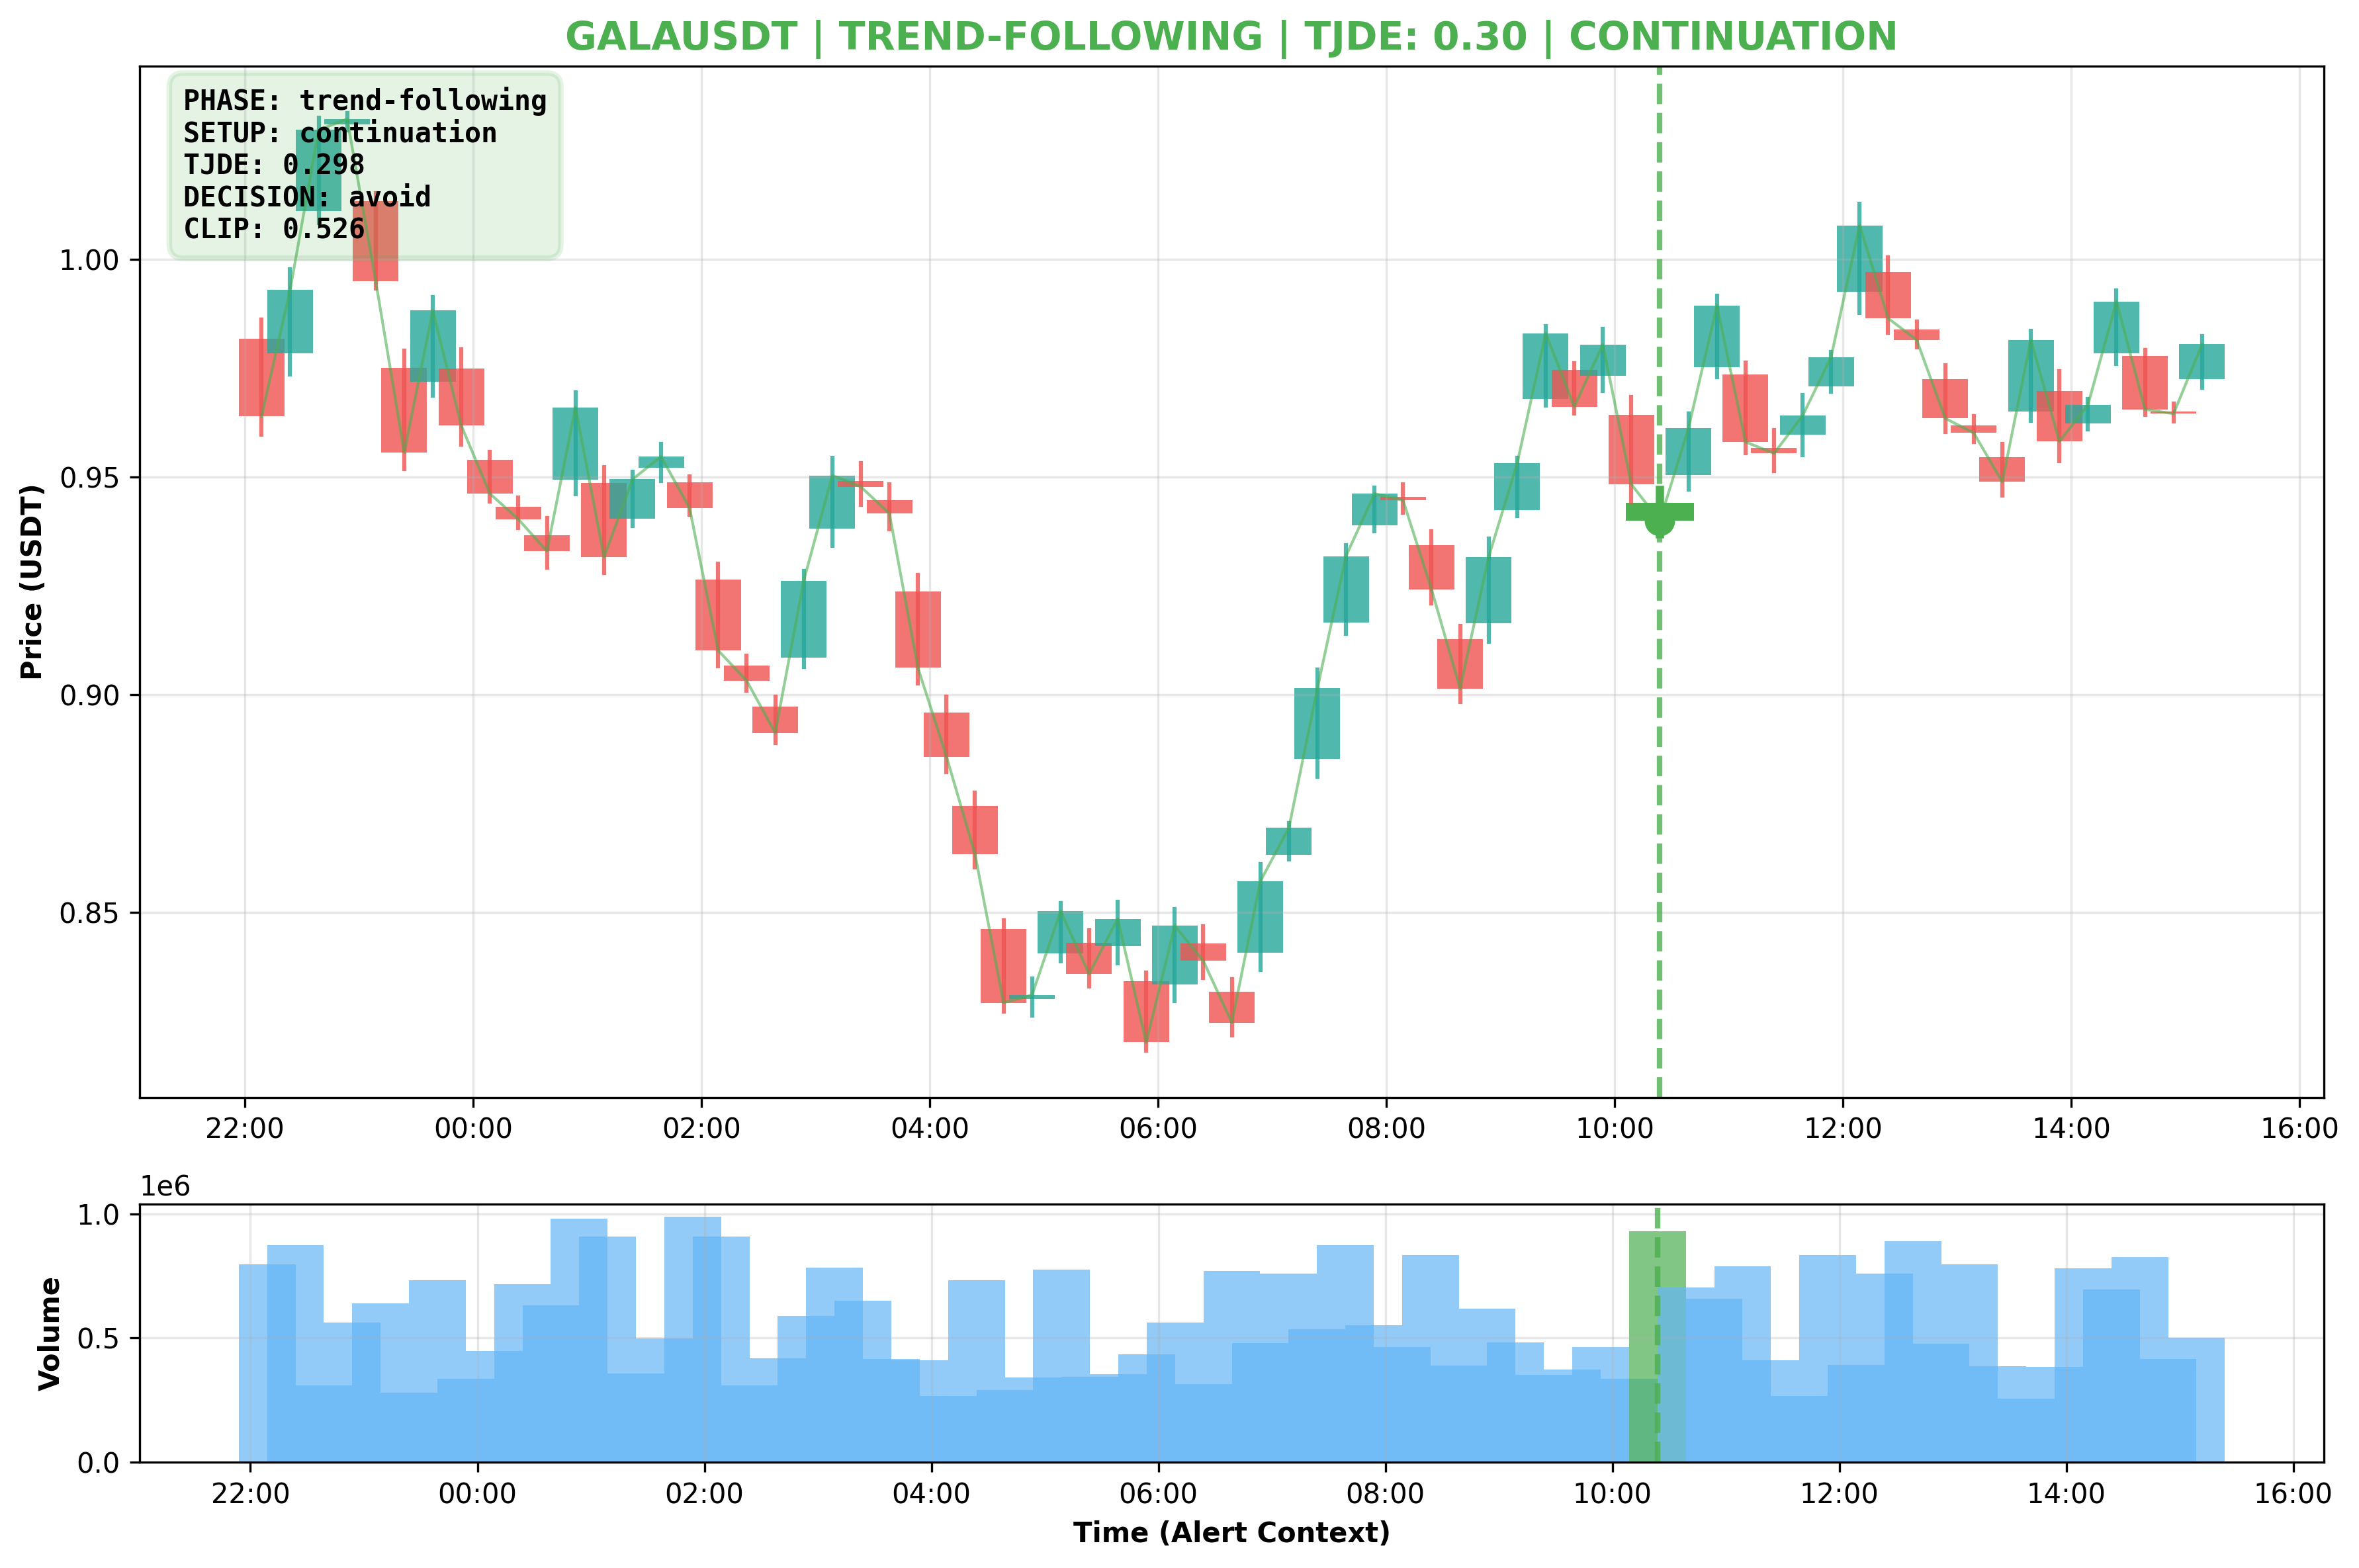 GALAUSDT | TREND-FOLLOWING | TJDE: 0.30 | CONTINUATION
PHASE: trend-following
SETUP: continuation
TJDE: 0.298
DECISION: avoid
CLIP: 0.526
Price (USDT)
1.00
0.95
0.90
0.85
22:00 00:00 02:00 04:00 06:00 08:00 10:00 12:00 14:00 16:00
1e6
Volume
1.0
0.5
0.0
22:00 00:00 02:00 04:00 06:00 08:00 10:00 12:00 14:00 16:00
Time (Alert Context)